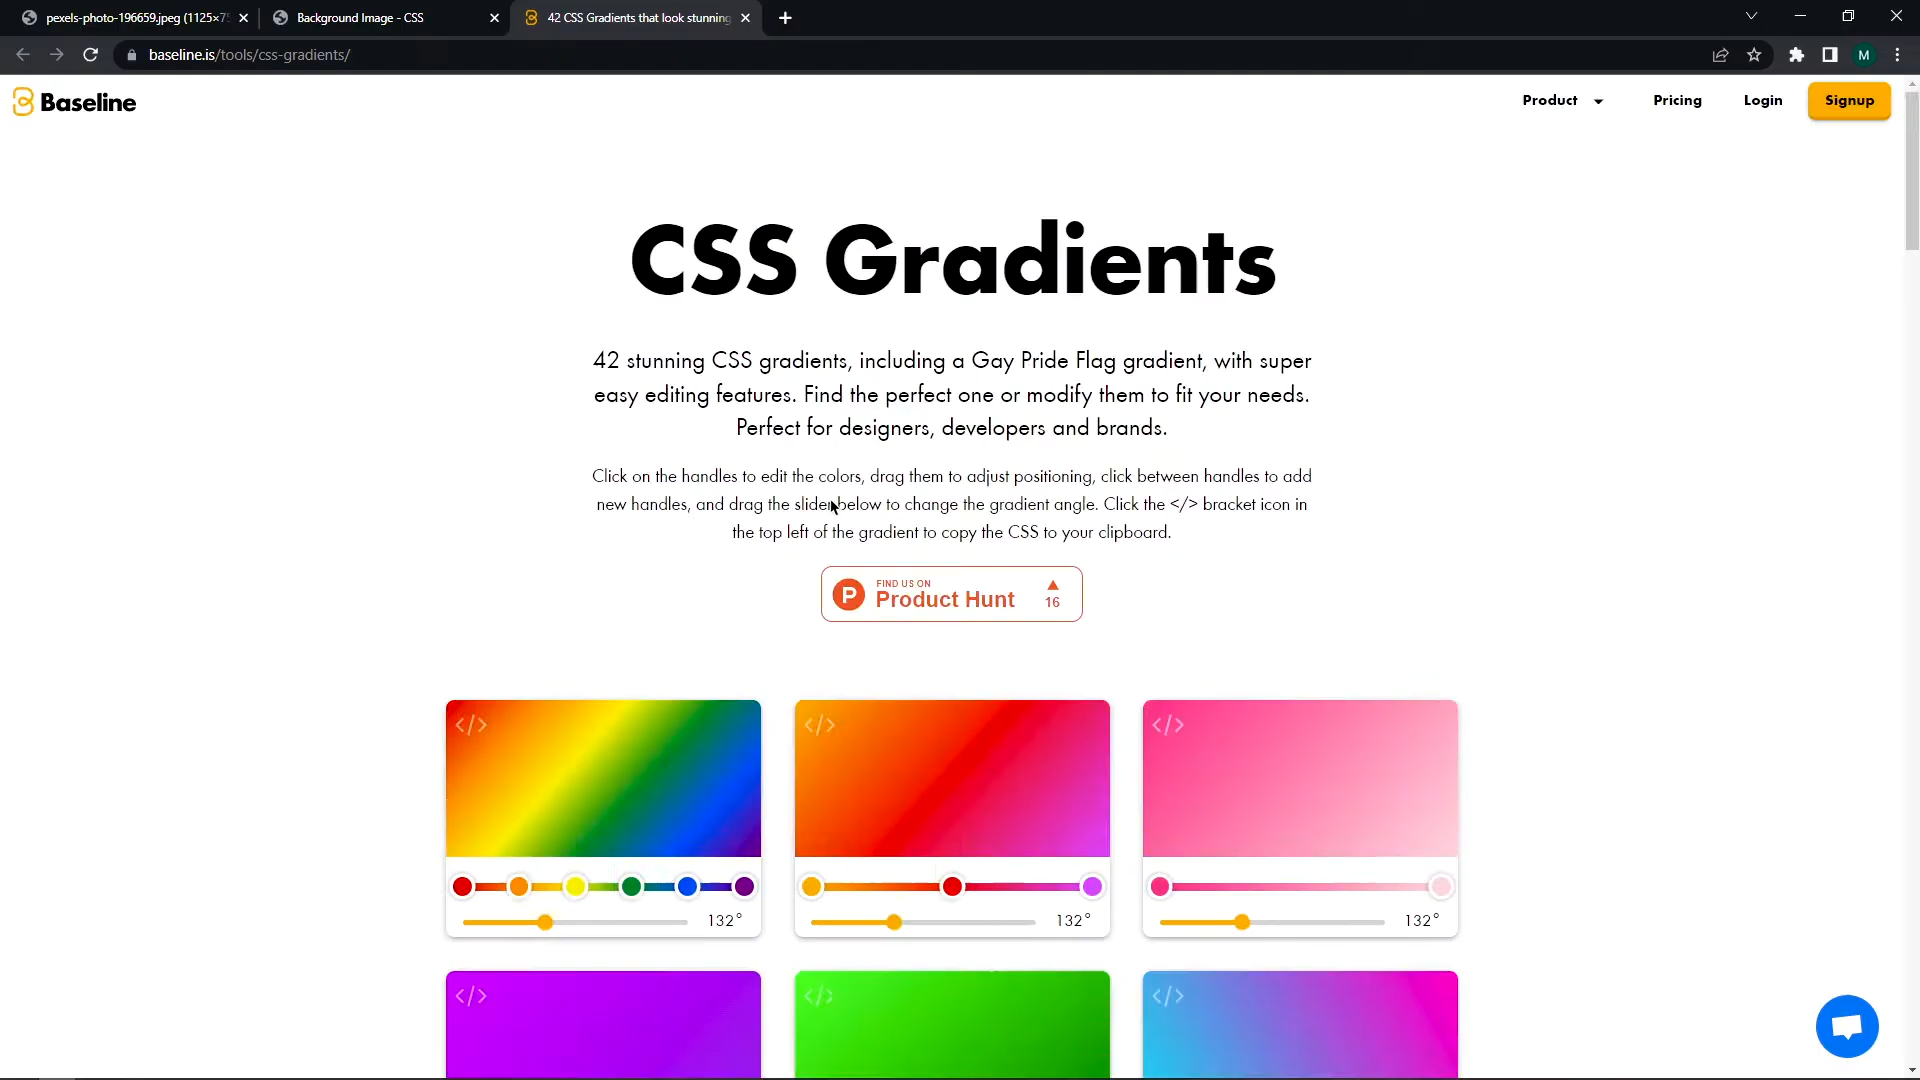 pexels-photo-196659.jpeg (1125×75
Background Image - CSS
42 CSS Gradients that look stunning
baseline.is/tools/css-gradients/
M
Baseline
Product
Pricing
Login
Signup
CSS Gradients
42 stunning CSS gradients, including a Gay Pride Flag gradient, with super
easy editing features. Find the perfect one or modify them to fit your needs.
Perfect for designers, developers and brands.
Click on the handles to edit the colors, drag them to adjust positioning, click between handles to add
new handles, and drag the slider below to change the gradient angle. Click the </> bracket icon in
the top left of the gradient to copy the CSS to your clipboard.
P
FIND US ON
Product Hunt
16
</>
</>
</>
132°
132°
132°
</>
</>
</>